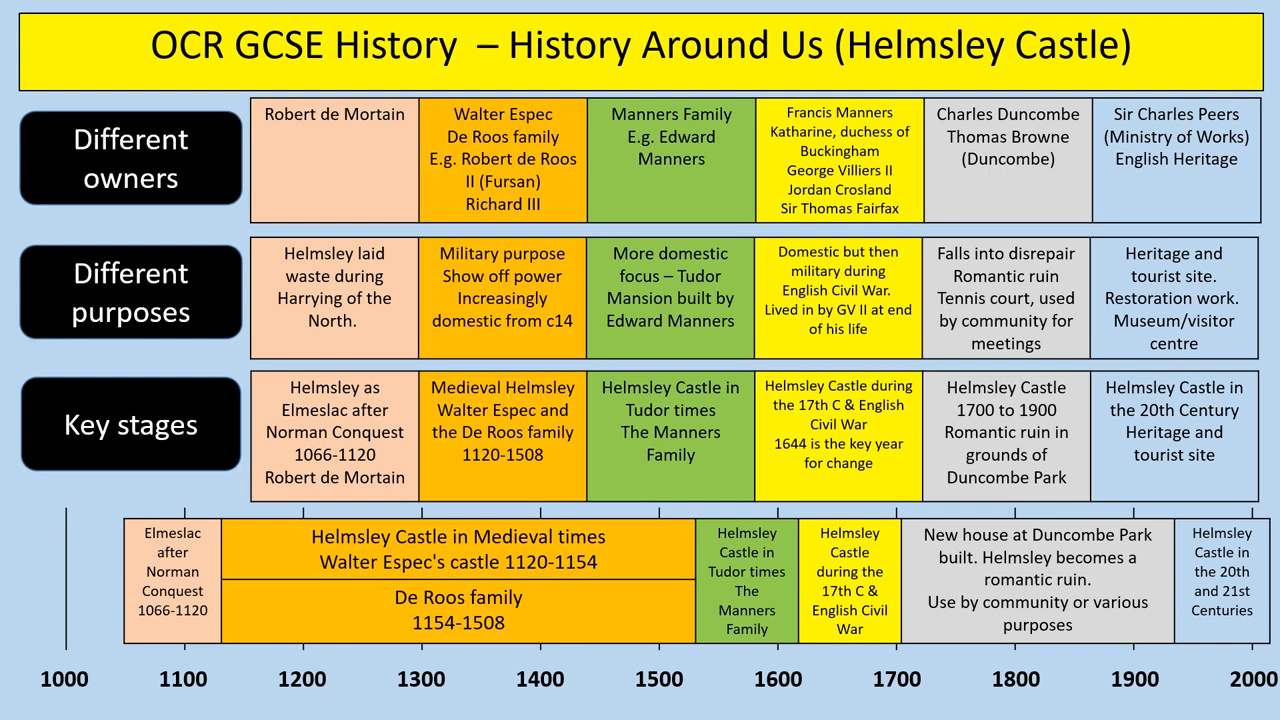 OCR GCSE History – History Around Us (Helmsley Castle)
Different
owners
Robert de Mortain
Walter Espec
De Roos family
E.g. Robert de Roos
II (Fursan)
Richard III
Manners Family
E.g. Edward
Manners
Francis Manners
Katharine, duchess of
Buckingham
George Villiers II
Jordan Crosland
Sir Thomas Fairfax
Charles Duncombe
Thomas Browne
(Duncombe)
Sir Charles Peers
(Ministry of Works)
English Heritage
Different
purposes
Helmsley laid
waste during
Harrying of the
North.
Military purpose
Show off power
Increasingly
domestic from c14
More domestic
focus – Tudor
Mansion built by
Edward Manners
Domestic but then
military during
English Civil War.
Lived in by GV II at end
of his life
Falls into disrepair
Romantic ruin
Tennis court, used
by community for
meetings
Heritage and
tourist site.
Restoration work.
Museum/visitor
centre
Key stages
Helmsley as
Elmeslac after
Norman Conquest
1066-1120
Robert de Mortain
Medieval Helmsley
Walter Espec and
the De Roos family
1120-1508
Helmsley Castle in
Tudor times
The Manners
Family
Helmsley Castle during
the 17th C & English
Civil War
1644 is the key year
for change
Helmsley Castle
1700 to 1900
Romantic ruin in
grounds of
Duncombe Park
Helmsley Castle in
the 20th Century
Heritage and
tourist site
Elmeslac
after
Norman
Conquest
1066-1120
Helmsley Castle in Medieval times
Walter Espec's castle 1120-1154
De Roos family
1154-1508
Helmsley
Castle in
Tudor times
The
Manners
Family
Helmsley
Castle
during the
17th C &
English Civil
War
New house at Duncombe Park
built. Helmsley becomes a
romantic ruin.
Use by community or various
purposes
Helmsley
Castle in
the 20th
and 21st
Centuries
1000 1100 1200 1300 1400 1500 1600 1700 1800 1900 2000